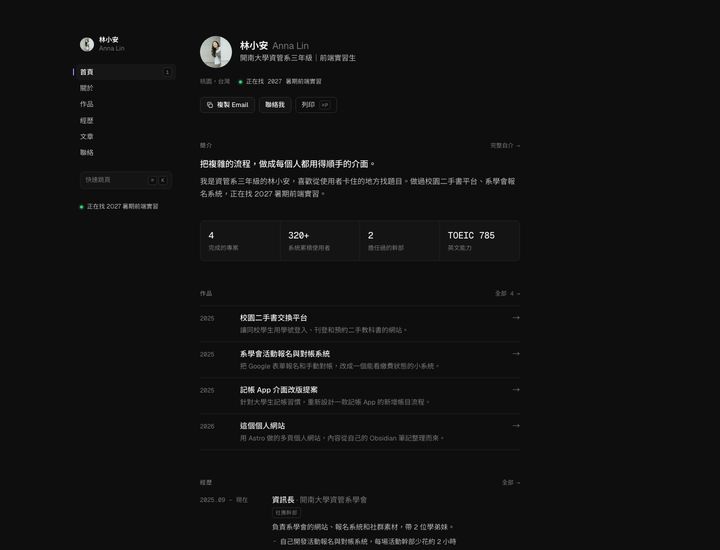 林小安
Anna Lin
首頁 1
關於
作品
經歷
文章
聯絡
快速跳頁 ⌘ K
正在找 2027 暑期前端實習
林小安 Anna Lin
開南大學資管系三年級｜前端實習生
桃園・台灣 正在找 2027 暑期前端實習
複製 Email 聯絡我 列印 ⌘P
簡介 完整自介 →
把複雜的流程，做成每個人都用得順手的介面。
我是資管系三年級的林小安，喜歡從使用者卡住的地方找題目。做過校園二手書平台、系學會報
名系統，正在找 2027 暑期前端實習。
4 320+ 2 TOEIC 785
完成的專案 系統累積使用者 擔任過的幹部 英文能力
作品 全部 4 →
2025 校園二手書交換平台 →
讓同校學生用學號登入、刊登和預約二手教科書的網站。
2025 系學會活動報名與對帳系統 →
把 Google 表單報名和手動對帳，改成一個能看繳費狀態的小系統。
2025 記帳 App 介面改版提案 →
針對大學生記帳習慣，重新設計一款記帳 App 的新增帳目流程。
2026 這個個人網站 →
用 Astro 做的多頁個人網站，內容從自己的 Obsidian 筆記整理而來。
經歷 全部 →
2025.09 – 現在 資訊長 · 開南大學資管系學會
社團幹部
負責系學會的網站、報名系統和社群素材，帶 2 位學弟妹。
- 自己開發活動報名與對帳系統，每場活動幹部少花約 2 小時